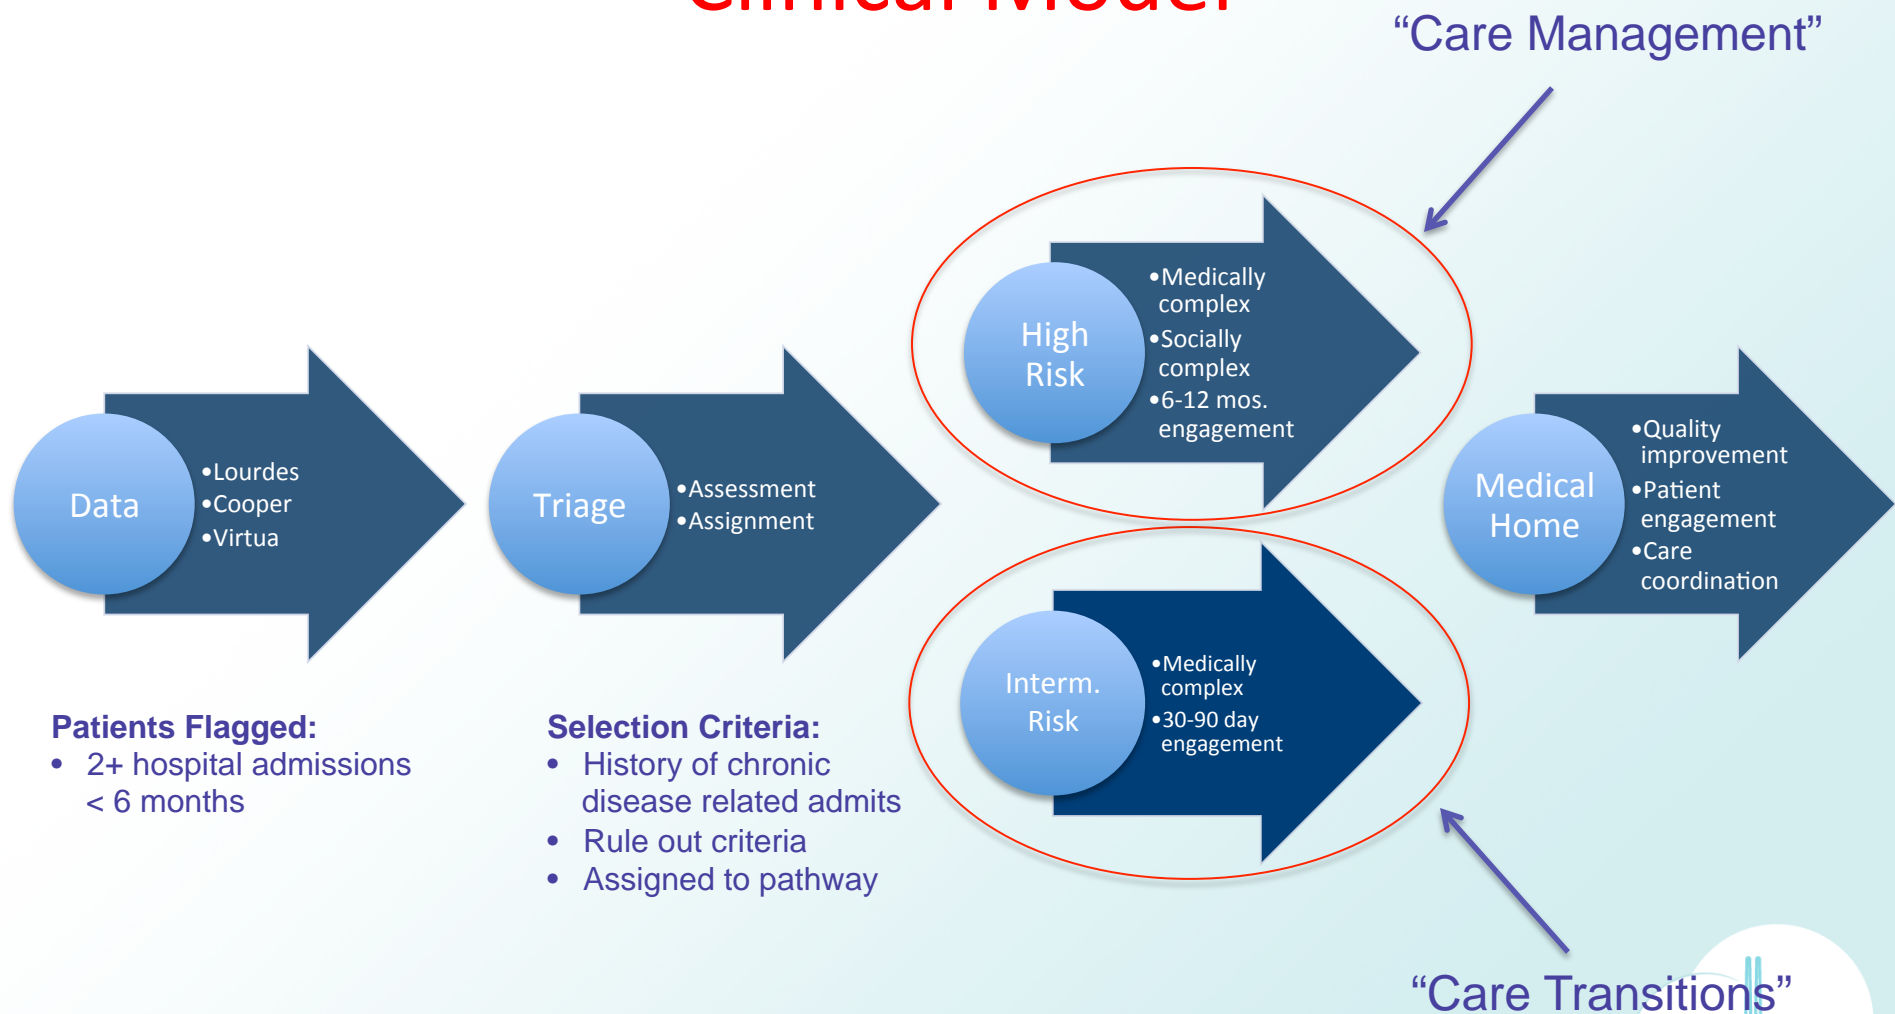 Clinical Model
“Care Management”
Data
•Lourdes
•Cooper
•Virtua
Triage
•Assessment
•Assignment
High
Risk
•Medically
complex
•Socially
complex
•6-12 mos.
engagement
Interm.
Risk
•Medically
complex
•30-90 day
engagement
Medical
Home
•Quality
improvement
•Patient
engagement
•Care
coordination
Patients Flagged:
• 2+ hospital admissions
< 6 months
Selection Criteria:
• History of chronic
disease related admits
• Rule out criteria
• Assigned to pathway
“Care Transitions”